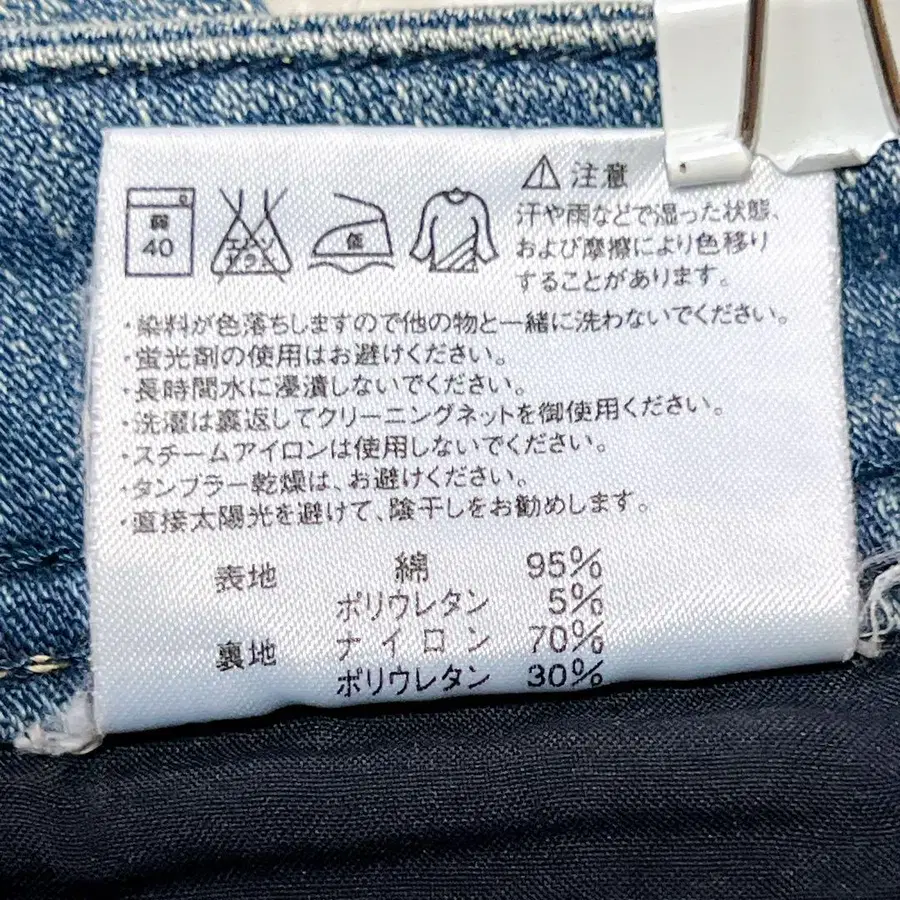 弱
40
エンソ
サラシ
低
注意
汗や雨などで湿った状態、
および摩擦により色移り
することがあります。
・染料が色落ちしますので他の物と一緒に洗わないでください。
・蛍光剤の使用はお避けください。
・長時間水に浸漬しないでください。
・洗濯は裏返してクリーニングネットを御使用ください。
・スチームアイロンは使用しないでください。
・タンブラー乾燥は、お避けください。
・直接太陽光を避けて、陰干しをお勧めします。
表地 綿 95%
ポリウレタン 5%
裏地 ナイロン 70%
ポリウレタン 30%